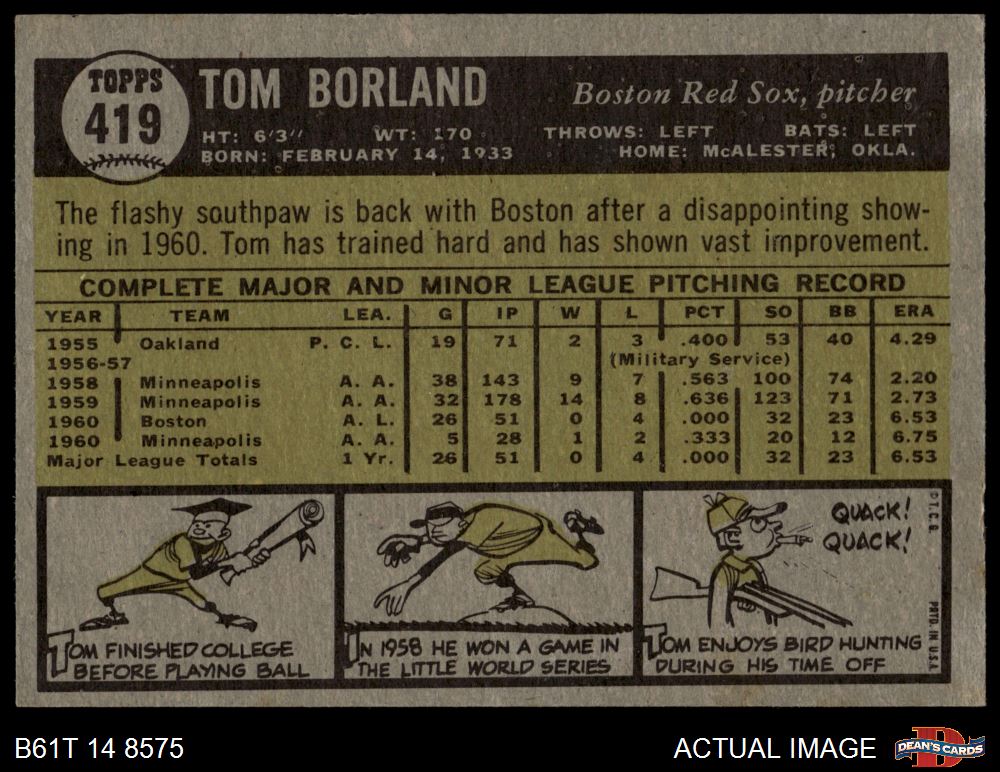 TOPPS
419
TOM BORLAND
Boston Red Sox, pitcher
HT: 6'3" WT: 170 THROWS: LEFT BATS: LEFT
BORN: FEBRUARY 14, 1933 HOME: McALESTER, OKLA.
The flashy southpaw is back with Boston after a disappointing show-
ing in 1960. Tom has trained hard and has shown vast improvement.
COMPLETE MAJOR AND MINOR LEAGUE PITCHING RECORD
YEAR TEAM LEA. G IP W L PCT SO BB ERA
1955 Oakland P. C. L. 19 71 2 3 .400 53 40 4.29
1956-57 (Military Service)
1958 Minneapolis A. A. 38 143 9 7 .563 100 74 2.20
1959 Minneapolis A. A. 32 178 14 8 .636 123 71 2.73
1960 Boston A. L. 26 51 0 4 .000 32 23 6.53
1960 Minneapolis A. A. 5 28 1 2 .333 20 12 6.75
Major League Totals 1 Yr. 26 51 0 4 .000 32 23 6.53
TOM FINISHED COLLEGE
BEFORE PLAYING BALL
IN 1958 HE WON A GAME IN
THE LITTLE WORLD SERIES
QUACK!
QUACK!
TOM ENJOYS BIRD HUNTING
DURING HIS TIME OFF
© T.C.G.
PRTD. IN U.S.A.
B61T 14 8575
ACTUAL IMAGE
D
DEAN'S CARDS